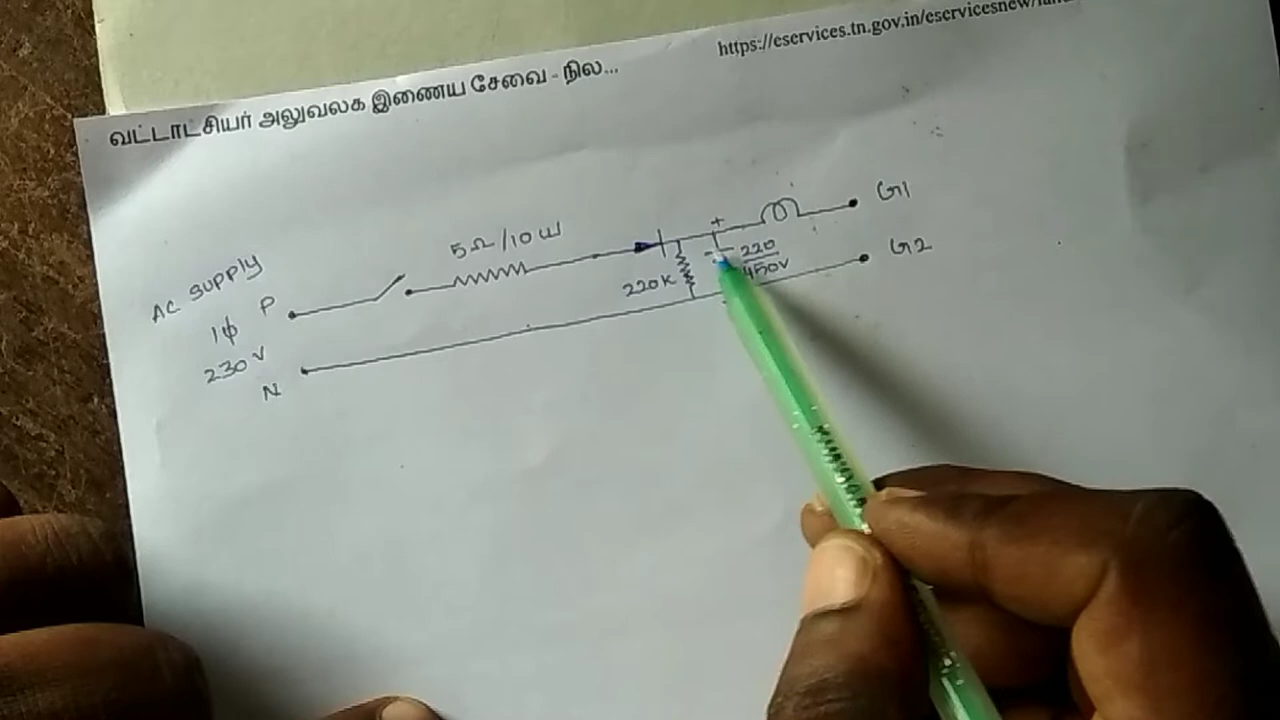 வட்டாட்சியர் அலுவலக இணைய சேவை - நில...
https://eservices.tn.gov.in/eservicesnew/
AC supply
1ϕ
230V
P
N
5Ω/10W
220K
+
-
220
450V
G1
G2